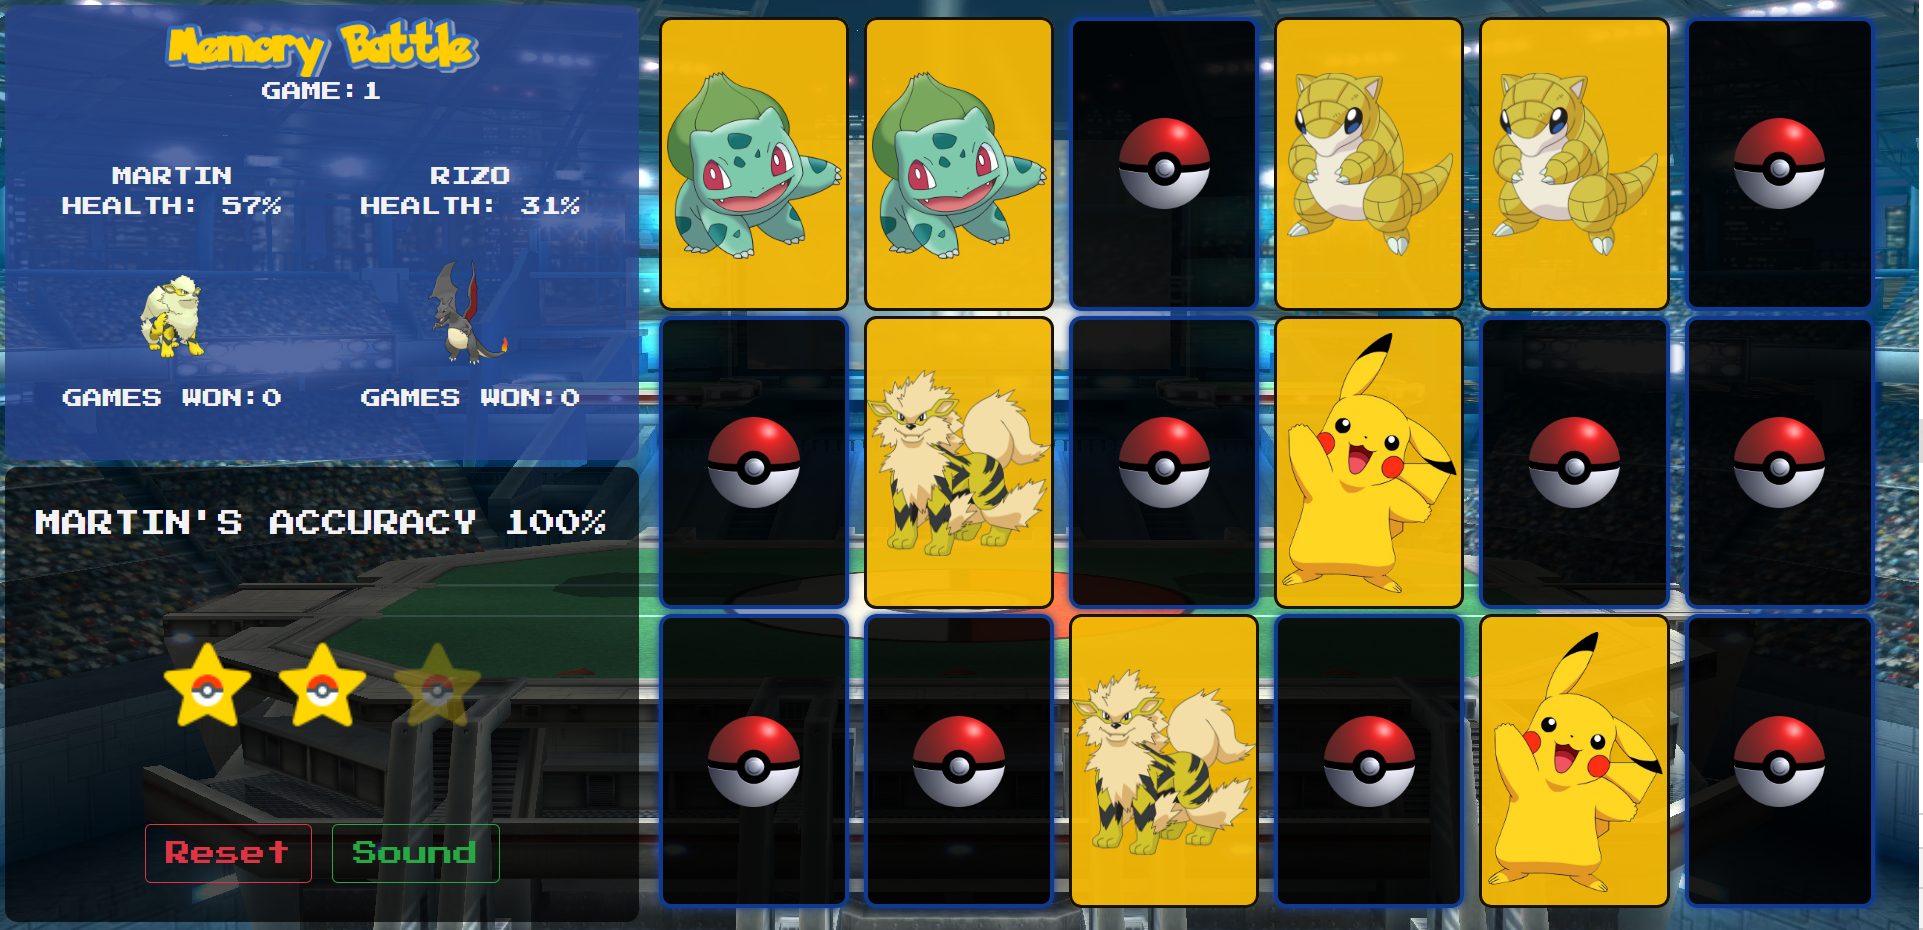 Memory Battle
GAME:1
MARTIN
HEALTH: 57%
RIZO
HEALTH: 31%
GAMES WON:0
GAMES WON:0
MARTIN'S ACCURACY 100%
Reset
Sound